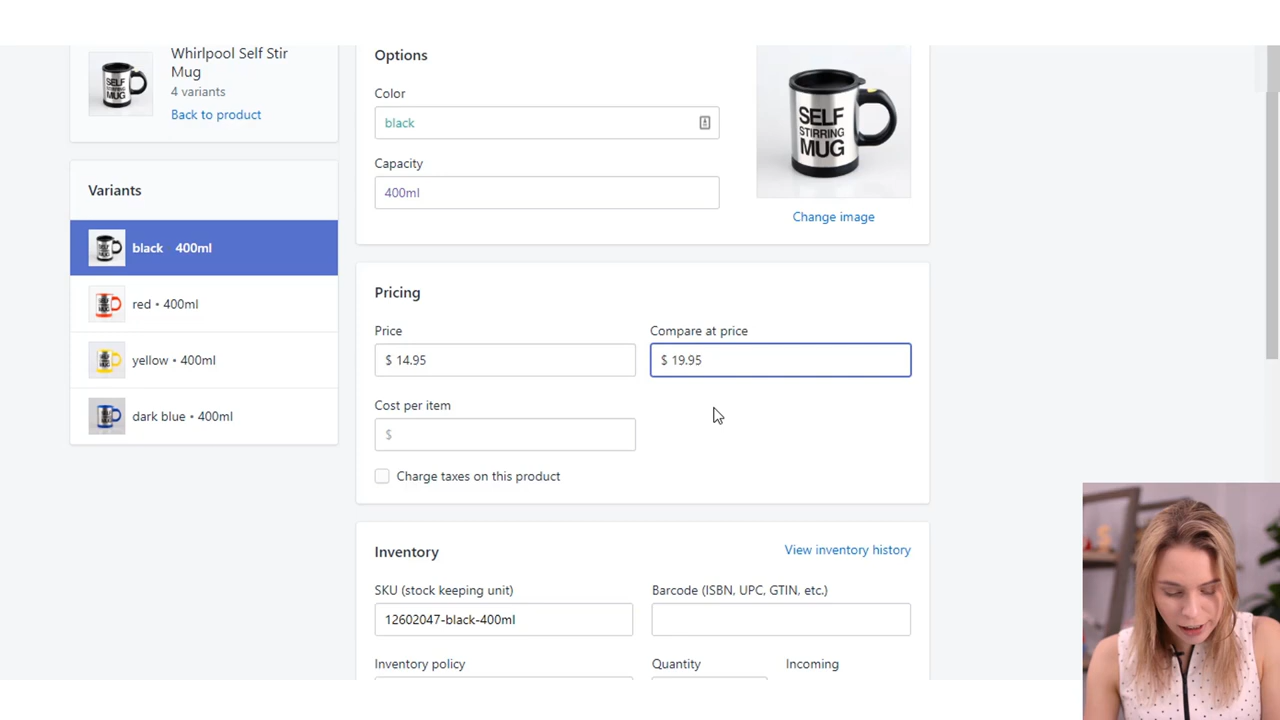 Whirlpool Self Stir
Mug
4 variants
Back to product
Variants
black 400ml
red • 400ml
yellow • 400ml
dark blue • 400ml
Options
Color
black
Capacity
400ml
SELF
STIRRING
MUG
Change image
Pricing
Price
$ 14.95
Compare at price
$ 19.95
Cost per item
$
Charge taxes on this product
Inventory
View inventory history
SKU (stock keeping unit)
12602047-black-400ml
Barcode (ISBN, UPC, GTIN, etc.)
Inventory policy
Quantity
Incoming